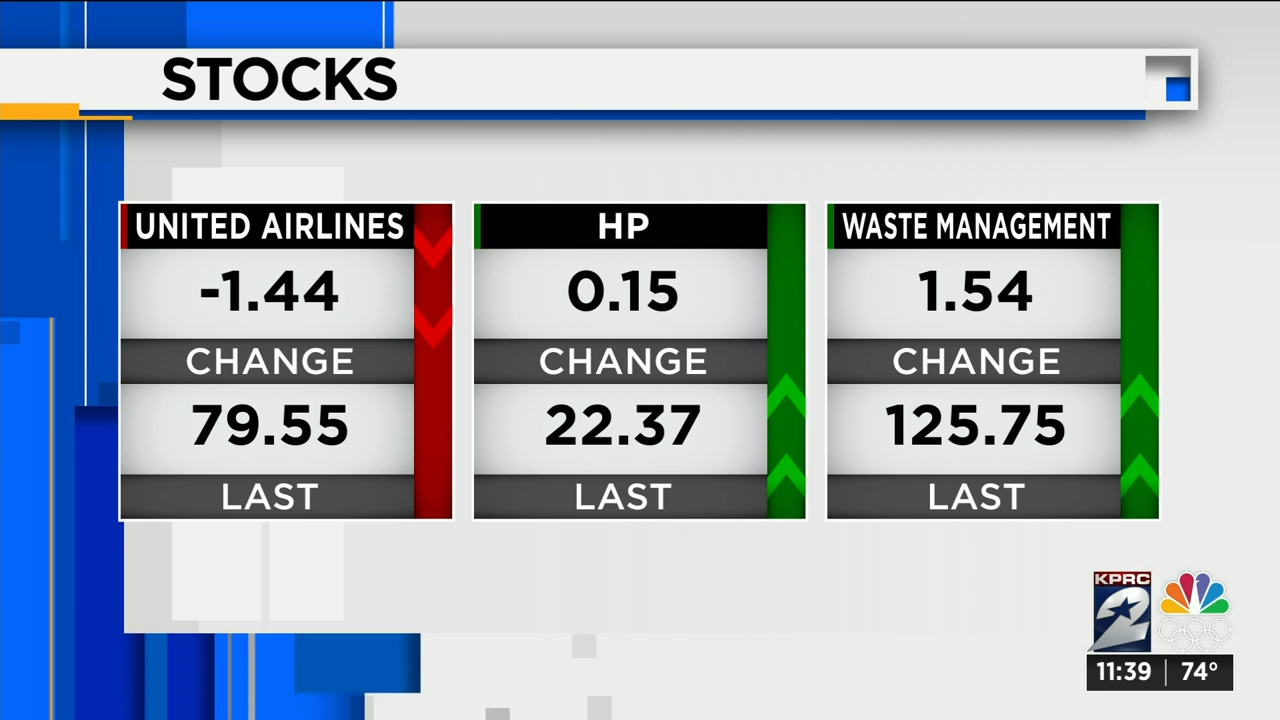 STOCKS
UNITED AIRLINES
-1.44
CHANGE
79.55
LAST
HP
0.15
CHANGE
22.37
LAST
WASTE MANAGEMENT
1.54
CHANGE
125.75
LAST
KPRC
2
11:39 74°